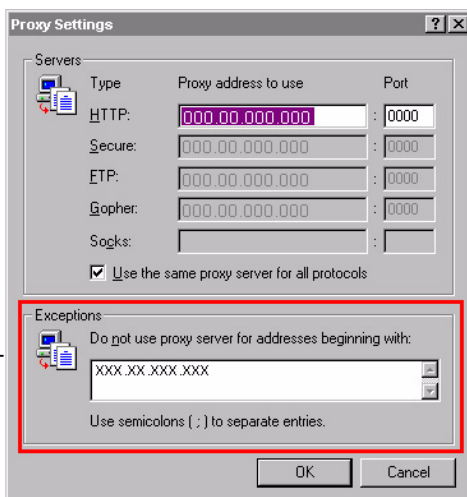 Proxy Settings
Servers
Type Proxy address to use Port
HTTP: 000.00.000.000 : 0000
Secure: 000.00.000.000 : 0000
FTP: 000.00.000.000 : 0000
Gopher: 000.00.000.000 : 0000
Socks: :
Use the same proxy server for all protocols
Exceptions
Do not use proxy server for addresses beginning with:
XXX.XX.XXX.XXX
Use semicolons ( ; ) to separate entries.
OK Cancel